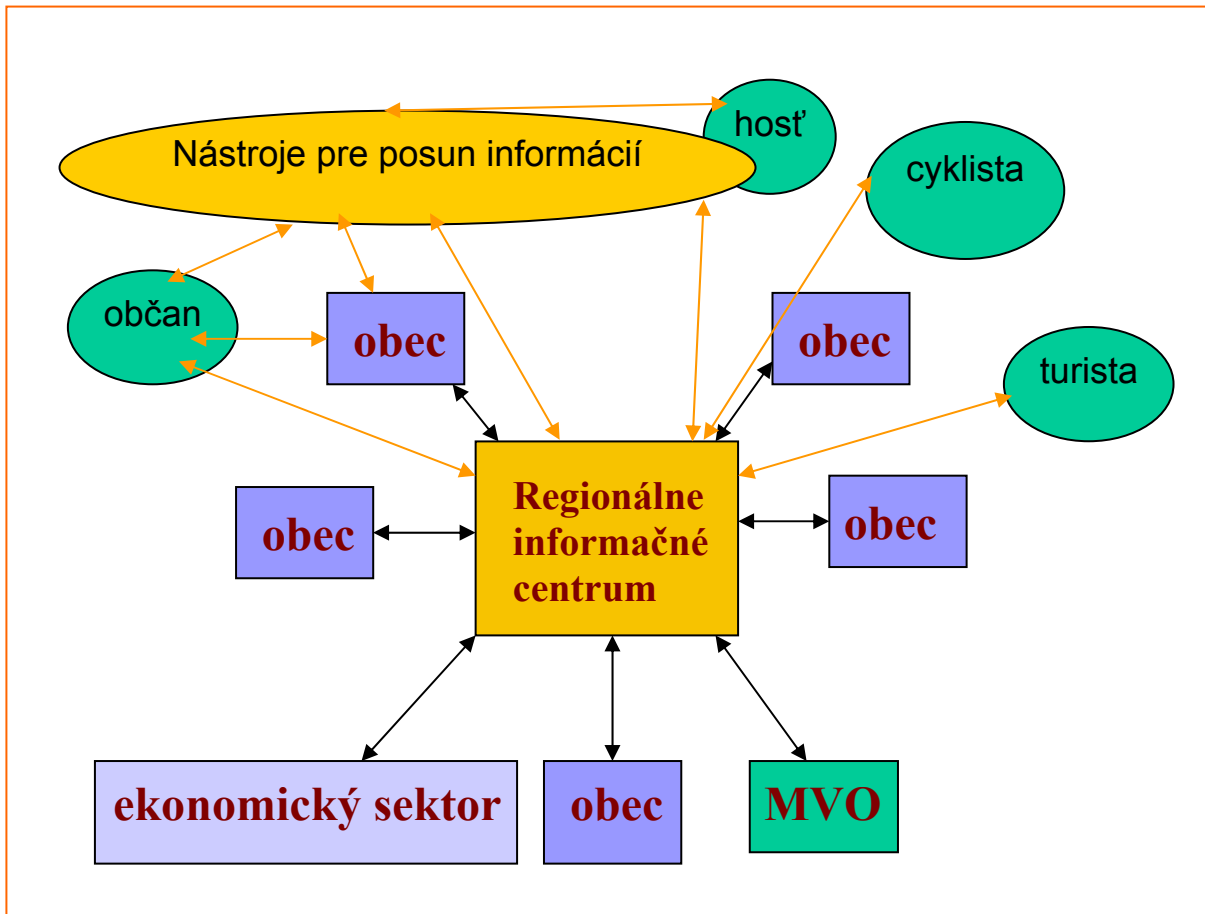 hosť
Nástroje pre posun informácií
cyklista
občan
obec
obec
turista
Regionálne
informačné
centrum
obec
obec
ekonomický sektor
obec
MVO